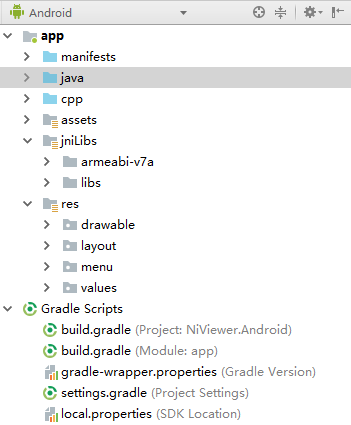 Android
app
manifests
java
cpp
assets
jniLibs
armeabi-v7a
libs
res
drawable
layout
menu
values
Gradle Scripts
build.gradle (Project: NiViewer.Android)
build.gradle (Module: app)
gradle-wrapper.properties (Gradle Version)
settings.gradle (Project Settings)
local.properties (SDK Location)